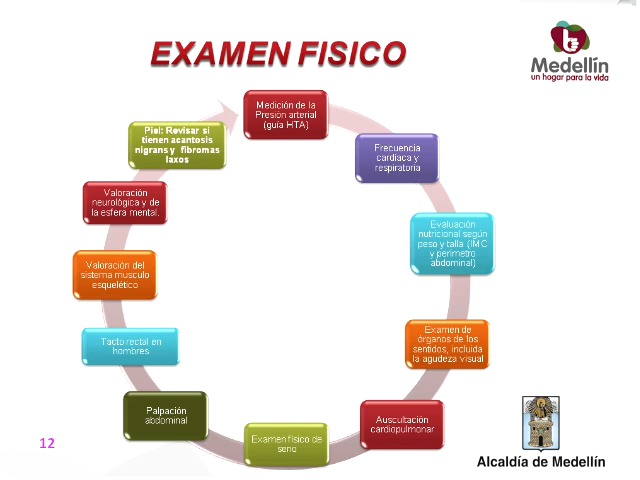 EXAMEN FISICO
Medellín
un hogar para la vida
Medición de la
Presión arterial
(guía HTA)
Frecuencia
cardiaca y
respiratoria
Evaluación
nutricional según
peso y talla (IMC
y perímetro
abdominal)
Examen de
órganos de los
sentidos, incluida
la agudeza visual
Auscultación
cardiopulmonar
Examen físico de
seno
Palpación
abdominal
Tacto rectal en
hombres
Valoración del
sistema músculo
esquelético
Valoración
neurológica y de
la esfera mental.
Piel: Revisar si
tienen acantosis
nigrans y fibromas
laxos
12
Alcaldía de Medellín